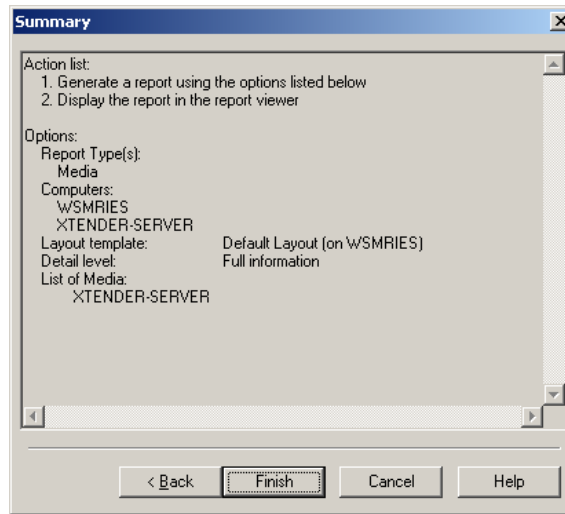 Summary
Action list:
1. Generate a report using the options listed below
2. Display the report in the report viewer
Options:
Report Type(s):
Media
Computers:
WSMRIES
XTENDER-SERVER
Layout template: Default Layout (on WSMRIES)
Detail level: Full information
List of Media:
XTENDER-SERVER
< Back Finish Cancel Help